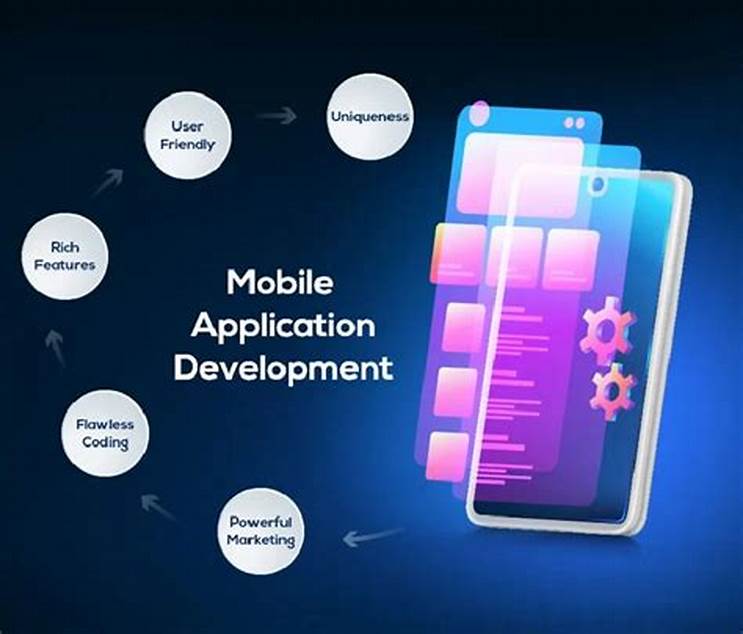 Uniqueness
User
Friendly
Rich
Features
Mobile
Application
Development
Flawless
Coding
Powerful
Marketing